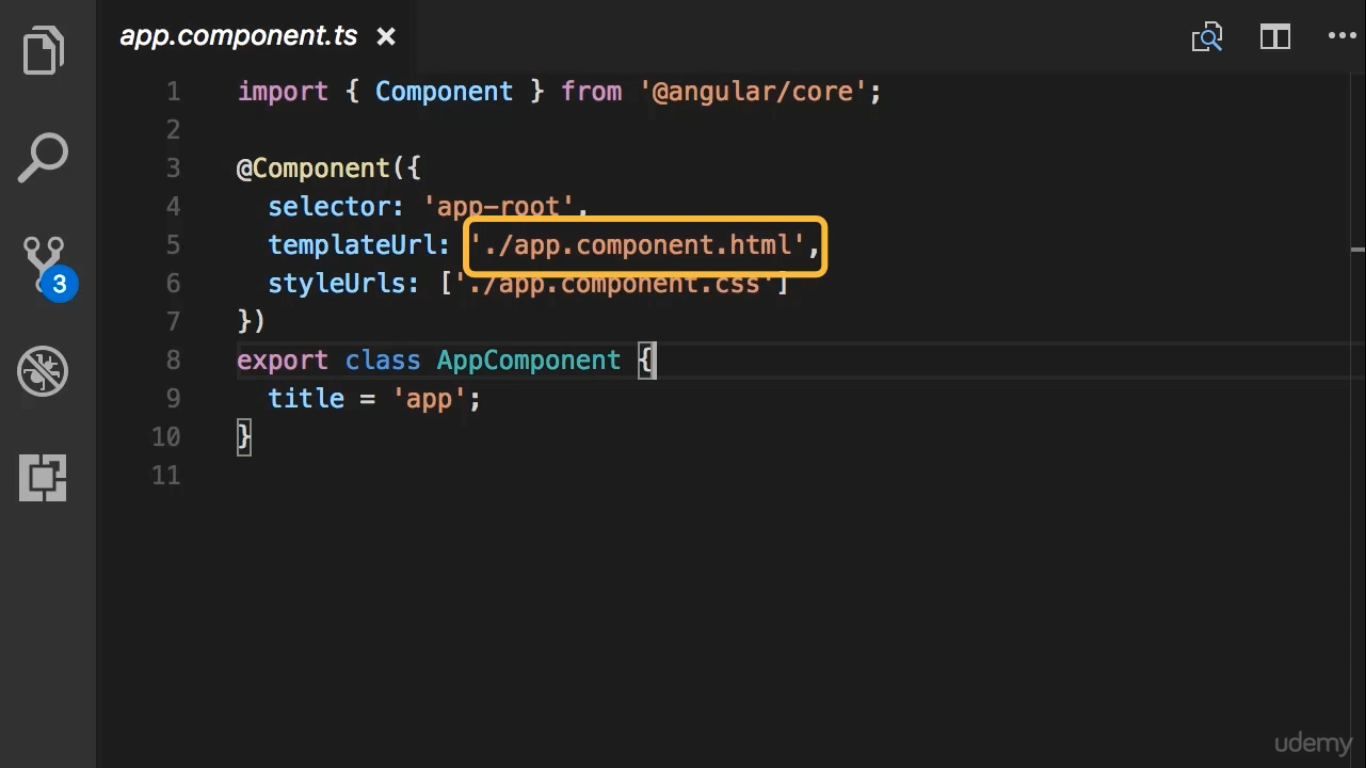 app.component.ts
1 import { Component } from '@angular/core';
2
3 @Component({
4 selector: 'app-root',
5 templateUrl: './app.component.html',
6 styleUrls: ['./app.component.css']
7 })
8 export class AppComponent {
9 title = 'app';
10 }
11
3
udemy